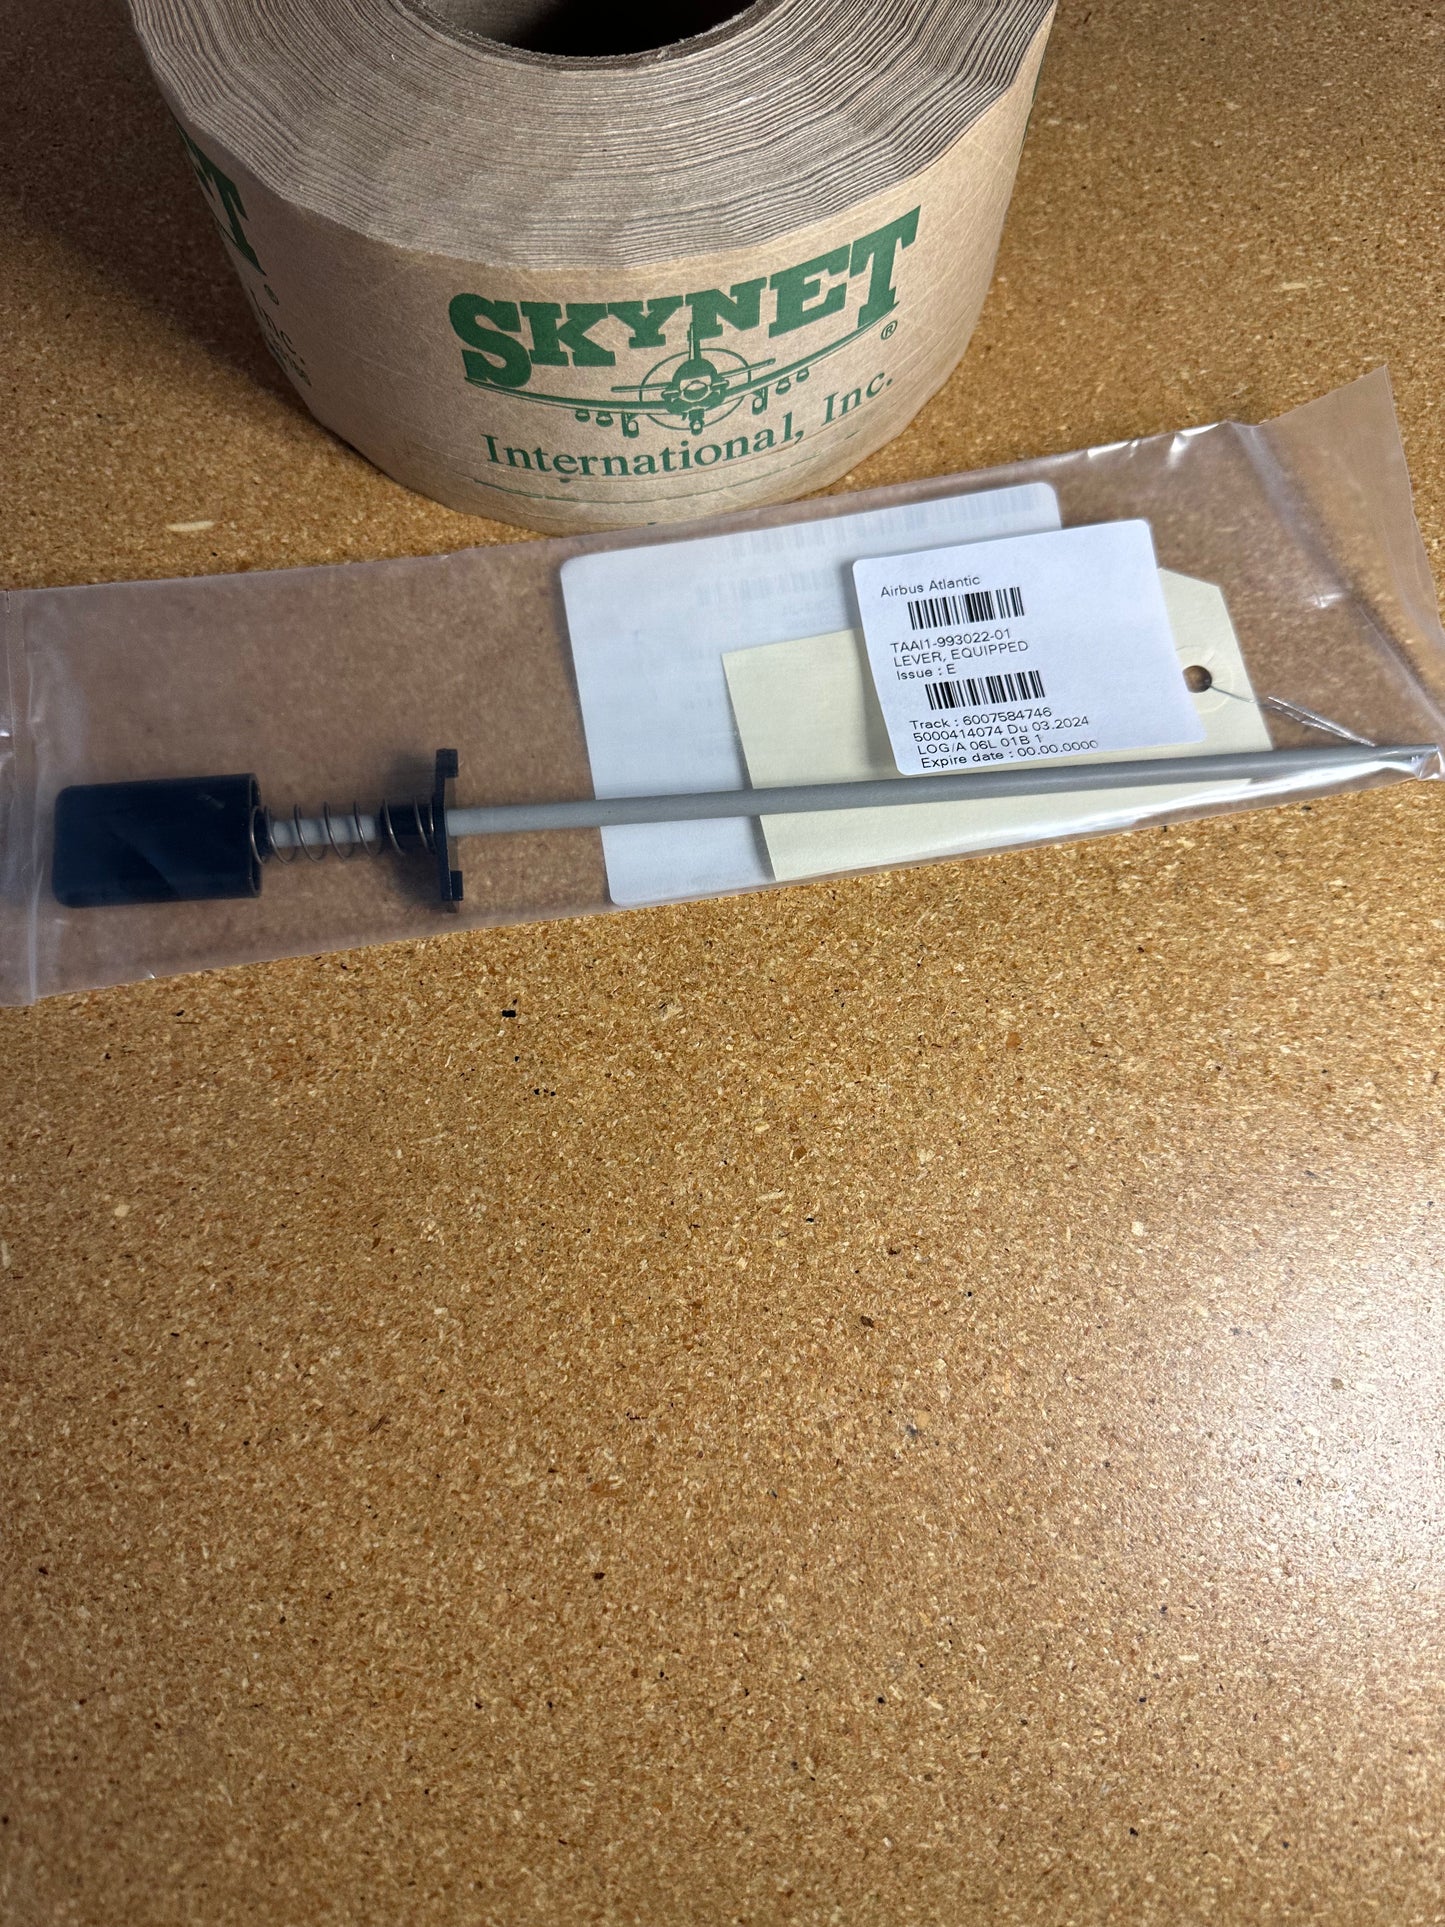 SKYNET
®
International, Inc.
Airbus Atlantic
TAAI1-993022-01
LEVER, EQUIPPED
Issue : E
Track : 6007584746
5000414074 Du 03.2024
LOG/A 06L 01B 1
Expire date : 00.00.0000